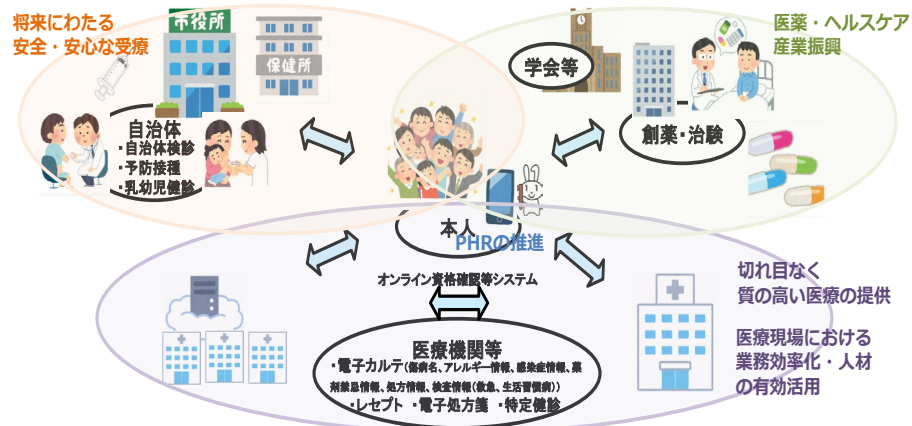 将来にわたる
安全・安心な受療
市役所
保健所
学会等
医薬・ヘルスケア
産業振興
自治体
・自治体検診
・予防接種
・乳幼児健診
創薬・治験
本人
PHRの推進
オンライン資格確認等システム
切れ目なく
質の高い医療の提供
医療機関等
・電子カルテ(傷病名、アレルギー情報、感染症情報、薬
剤禁忌情報、処方情報、検査情報(救急、生活習慣病))
・レセプト ・電子処方箋 ・特定健診
医療現場における
業務効率化・人材
の有効活用